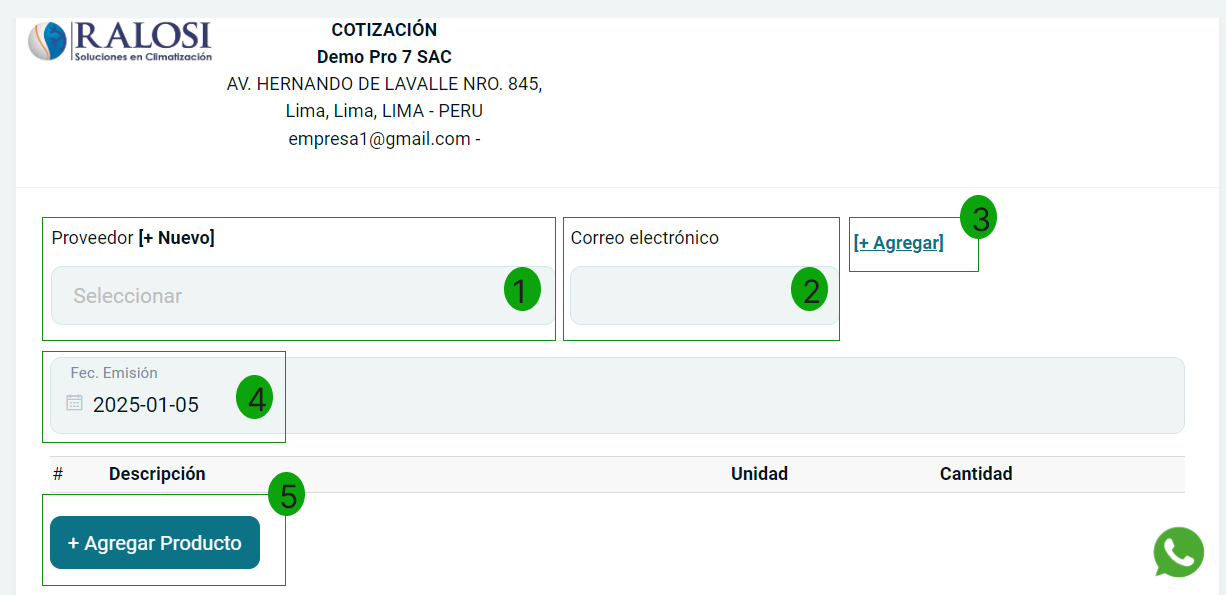 RALOSI
Soluciones en Climatización
COTIZACIÓN
Demo Pro 7 SAC
AV. HERNANDO DE LAVALLE NRO. 845,
Lima, Lima, LIMA - PERU
empresa1@gmail.com -
Proveedor [+ Nuevo]
Correo electrónico
[+ Agregar]
3
Seleccionar
1
2
Fec. Emisión
2025-01-05
4
# Descripción Unidad Cantidad
5
+ Agregar Producto